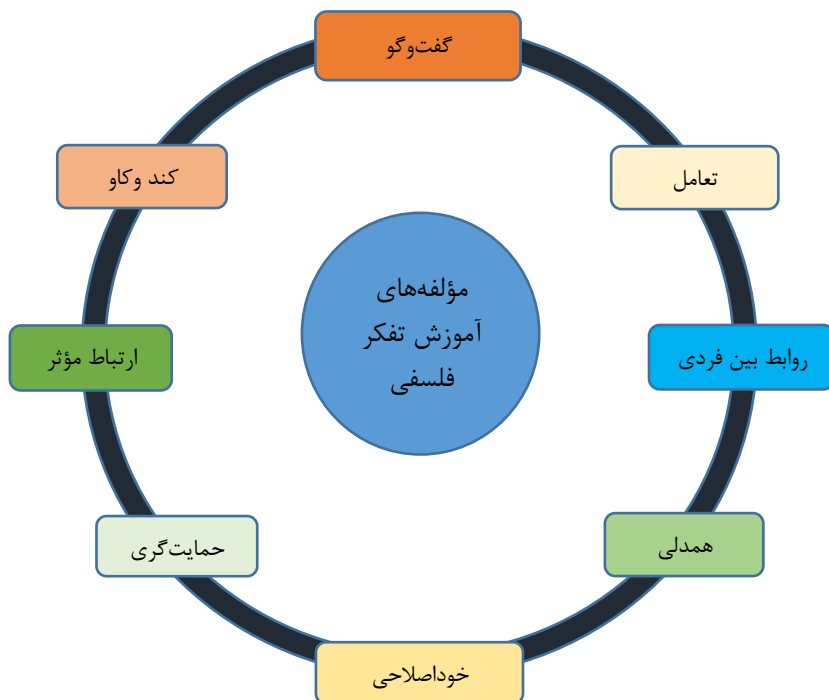 گفت‌وگو
تعامل
کند وکاو
مؤلفه‌های
آموزش تفکر
فلسفی
روابط بین فردی
ارتباط مؤثر
همدلی
حمایت‌گری
خوداصلاحی